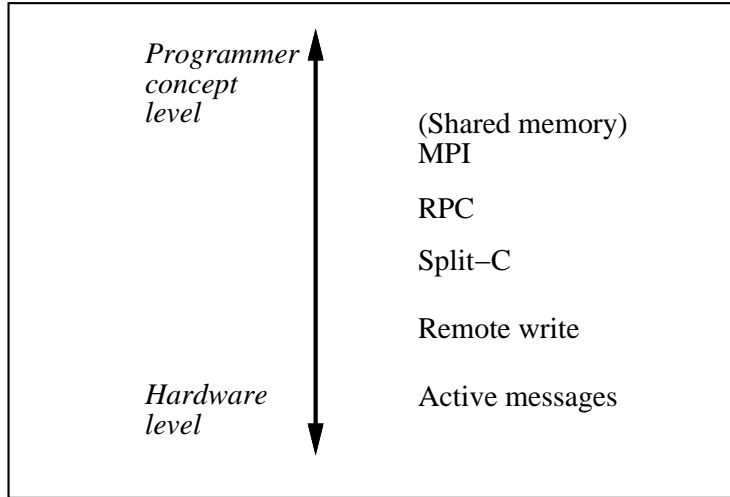 Programmer
concept
level
(Shared memory)
MPI
RPC
Split–C
Remote write
Hardware
level
Active messages